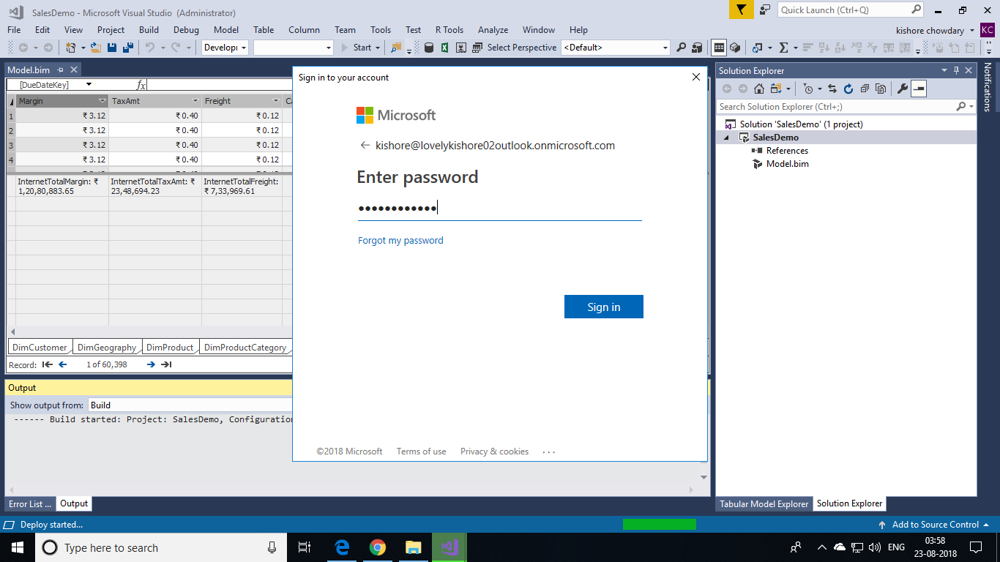 SalesDemo - Microsoft Visual Studio (Administrator)
Quick Launch (Ctrl+Q)
File Edit View Project Build Debug Model Table Column Team Tools Test R Tools Analyze Window Help
kishore chowdary KC
Start Select Perspective <Default>
Model.bim
[DueDateKey] fx
Margin TaxAmt Freight
1 ₹ 3.12 ₹ 0.40 ₹ 0.12
2 ₹ 3.12 ₹ 0.40 ₹ 0.12
3 ₹ 3.12 ₹ 0.40 ₹ 0.12
4 ₹ 3.12 ₹ 0.40 ₹ 0.12
InternetTotalMargin: ₹ InternetTotalTaxAmt: ₹ InternetTotalFreight:
1,20,80,883.65 23,48,694.23 ₹ 7,33,969.61
DimCustomer DimGeography DimProduct DimProductCategory
Record: 1 of 60,398
Output
Show output from: Build
------ Build started: Project: SalesDemo, Configuration
Error List ... Output
Sign in to your account
Microsoft
kishore@lovelykishore02outlook.onmicrosoft.com
Enter password
Forgot my password
Sign in
©2018 Microsoft Terms of use Privacy & cookies ...
Solution Explorer
Search Solution Explorer (Ctrl+;)
Solution 'SalesDemo' (1 project)
SalesDemo
References
Model.bim
Tabular Model Explorer Solution Explorer
Notifications
Deploy started...
Add to Source Control
Type here to search
ENG
03:58
23-08-2018